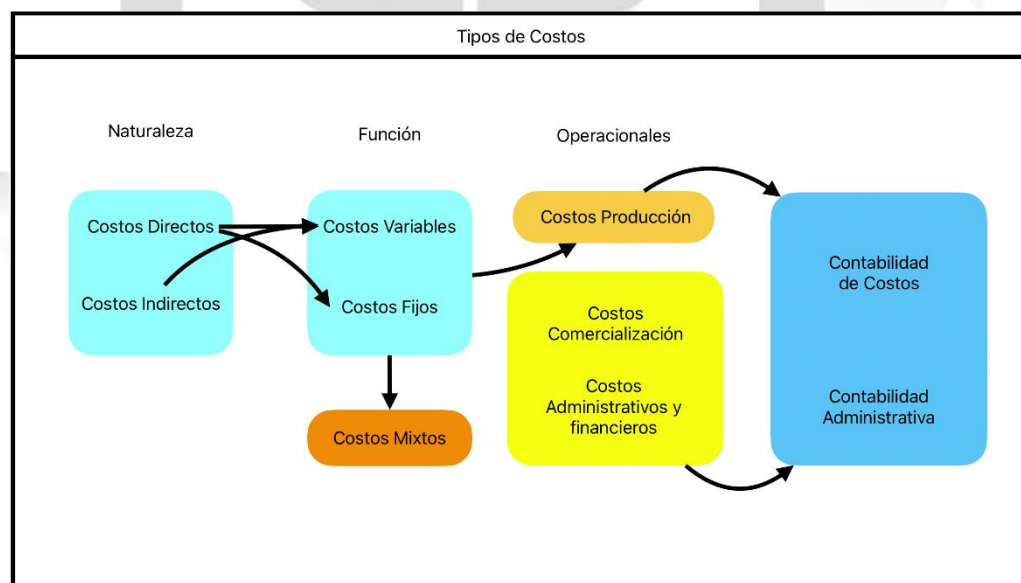 Tipos de Costos
Naturaleza
Función
Operacionales
Costos Directos
Costos Indirectos
Costos Variables
Costos Fijos
Costos Mixtos
Costos Producción
Costos
Comercialización
Costos
Administrativos y
financieros
Contabilidad
de Costos
Contabilidad
Administrativa